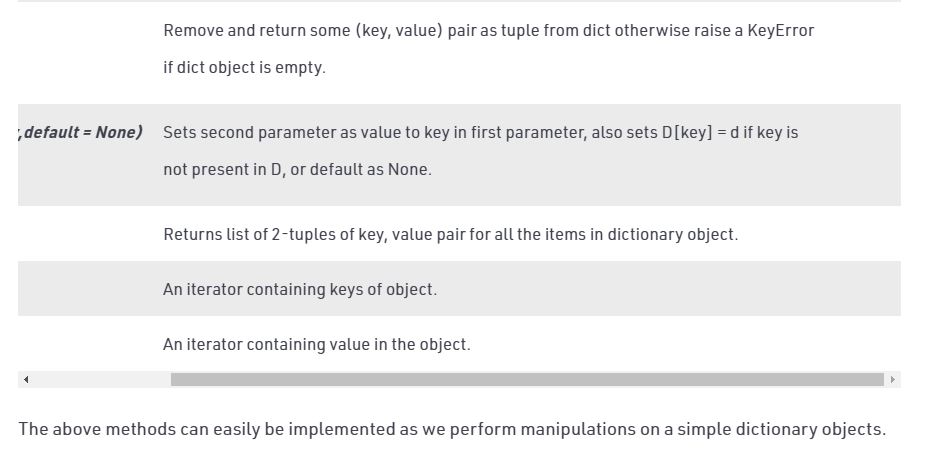 Remove and return some (key, value) pair as tuple from dict otherwise raise a KeyError
if dict object is empty.
,default = None) Sets second parameter as value to key in first parameter, also sets D[key] = d if key is
not present in D, or default as None.
Returns list of 2-tuples of key, value pair for all the items in dictionary object.
An iterator containing keys of object.
An iterator containing value in the object.
The above methods can easily be implemented as we perform manipulations on a simple dictionary objects.